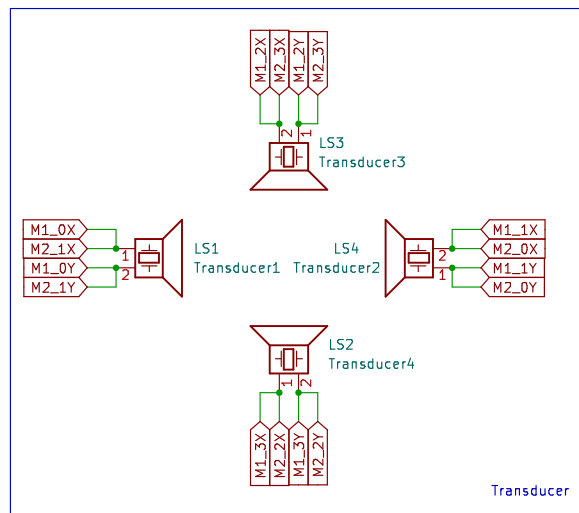 M1_2X
M2_3X
M1_2Y
M2_3Y
2
1
LS3
Transducer3
M1_0X
M2_1X
M1_0Y
M2_1Y
1
2
LS1
Transducer1
LS4
Transducer2
2
1
M1_1X
M2_0X
M1_1Y
M2_0Y
LS2
Transducer4
1
2
M1_3X
M2_2X
M1_3Y
M2_2Y
Transducer